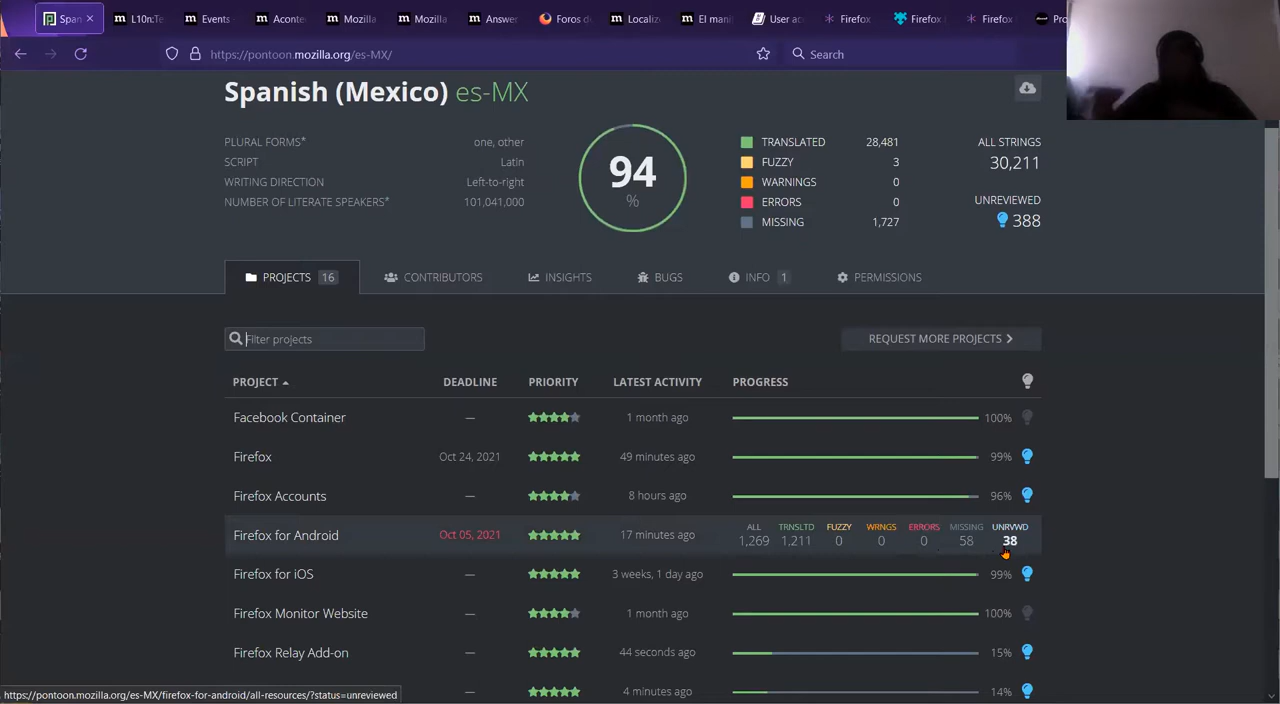 Span
L10n:Te
Events
Aconte
Mozilla
Mozilla
Answer
Foros d
Localiz
El mani
User ac
Firefox
Firefox
Firefox
Pro
https://pontoon.mozilla.org/es-MX/
Search
Spanish (Mexico) es-MX
PLURAL FORMS* one, other
SCRIPT Latin
WRITING DIRECTION Left-to-right
NUMBER OF LITERATE SPEAKERS* 101,041,000
94
%
TRANSLATED 28,481
FUZZY 3
WARNINGS 0
ERRORS 0
MISSING 1,727
ALL STRINGS
30,211
UNREVIEWED
388
PROJECTS 16
CONTRIBUTORS
INSIGHTS
BUGS
INFO 1
PERMISSIONS
Filter projects
REQUEST MORE PROJECTS >
PROJECT DEADLINE PRIORITY LATEST ACTIVITY PROGRESS
Facebook Container — 1 month ago 100%
Firefox Oct 24, 2021 49 minutes ago 99%
Firefox Accounts — 8 hours ago 96%
ALL TRNSLTD FUZZY WRNGS ERRORS MISSING UNRVWD
Firefox for Android Oct 05, 2021 17 minutes ago 1,269 1,211 0 0 0 58 38
Firefox for iOS — 3 weeks, 1 day ago 99%
Firefox Monitor Website — 1 month ago 100%
Firefox Relay Add-on — 44 seconds ago 15%
— 4 minutes ago 14%
https://pontoon.mozilla.org/es-MX/firefox-for-android/all-resources/?status=unreviewed